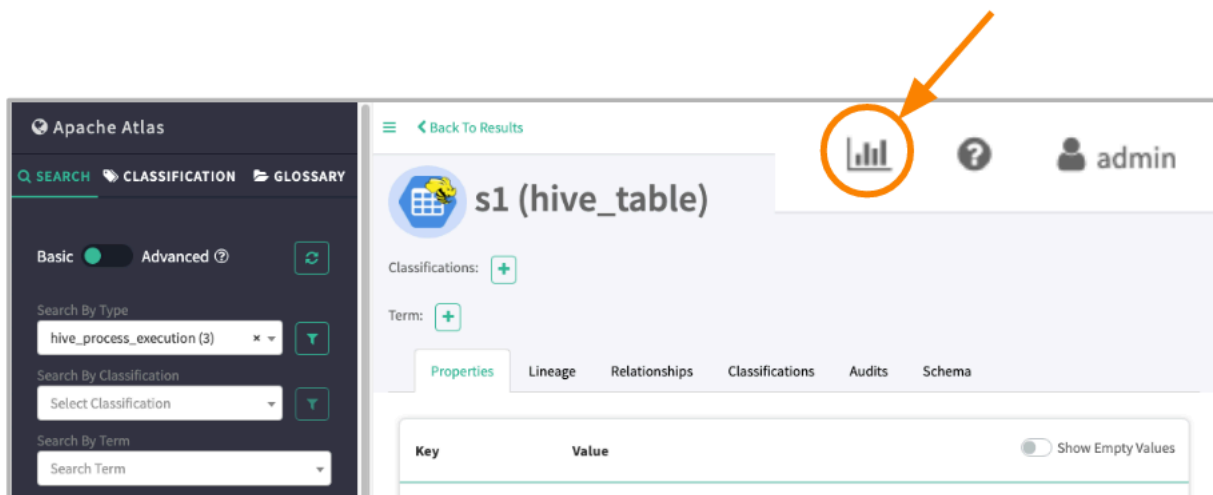 Apache Atlas
SEARCH CLASSIFICATION GLOSSARY
Basic Advanced
Search By Type
hive_process_execution (3)
Search By Classification
Select Classification
Search By Term
Search Term
Back To Results
admin
s1 (hive_table)
Classifications:
Term:
Properties Lineage Relationships Classifications Audits Schema
Key Value Show Empty Values